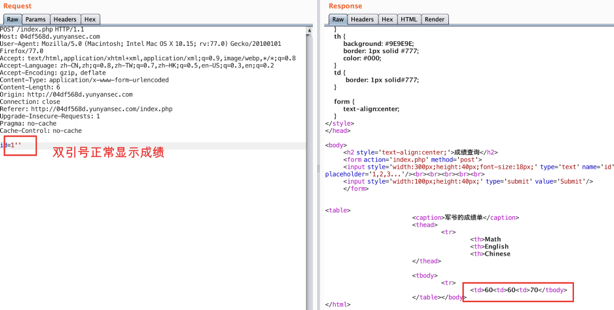 Request
Raw Params Headers Hex
POST /index.php HTTP/1.1
Host: 04df568d.yunyansec.com
User-Agent: Mozilla/5.0 (Macintosh; Intel Mac OS X 10.15; rv:77.0) Gecko/20100101
Firefox/77.0
Accept: text/html,application/xhtml+xml,application/xml;q=0.9,image/webp,*/*;q=0.8
Accept-Language: zh-CN,zh;q=0.8,zh-TW;q=0.7,zh-HK;q=0.5,en-US;q=0.3,en;q=0.2
Accept-Encoding: gzip, deflate
Content-Type: application/x-www-form-urlencoded
Content-Length: 6
Origin: http://04df568d.yunyansec.com
Connection: close
Referer: http://04df568d.yunyansec.com/index.php
Upgrade-Insecure-Requests: 1
Pragma: no-cache
Cache-Control: no-cache
id=1''
双引号正常显示成绩
Response
Raw Headers Hex HTML Render
}
th {
background: #9E9E9E;
border: 1px solid #777;
color: #000;
}
td {
border: 1px solid#777;
}
form {
text-align:center;
}
</style>
</head>
<body>
<h2 style='text-align:center;'>成绩查询</h2>
<form action='index.php' method='post'>
<input style='width:300px;height:40px;font-size:18px;' type='text' name='id'
placeholder='1,2,3...'/><br><br><br><br>
<input style='width:100px;height:40px;' type='submit' value='Submit'/>
</form>
<table>
<caption>军爷的成绩单</caption>
<thead>
<tr>
<th>Math
<th>English
<th>Chinese
</thead>
<tbody>
<tr>
<td>60<td>60<td>70</tbody>
</table></body>
</html>